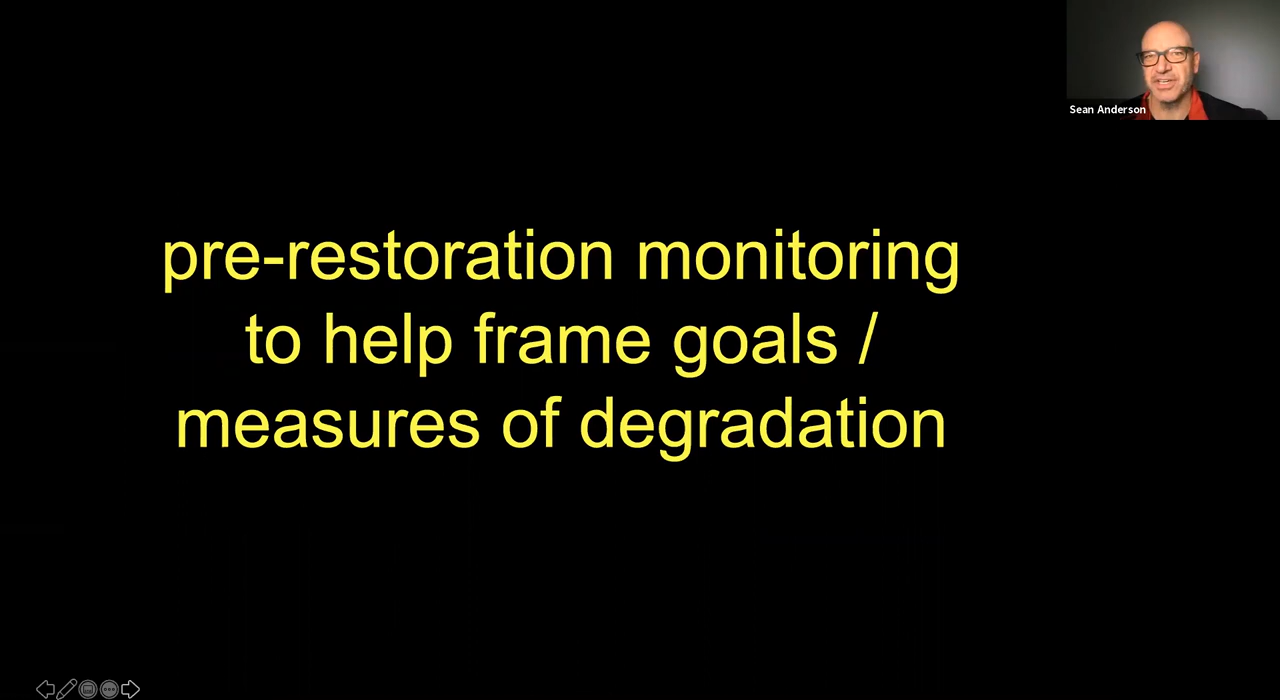 Sean Anderson
pre-restoration monitoring
to help frame goals /
measures of degradation